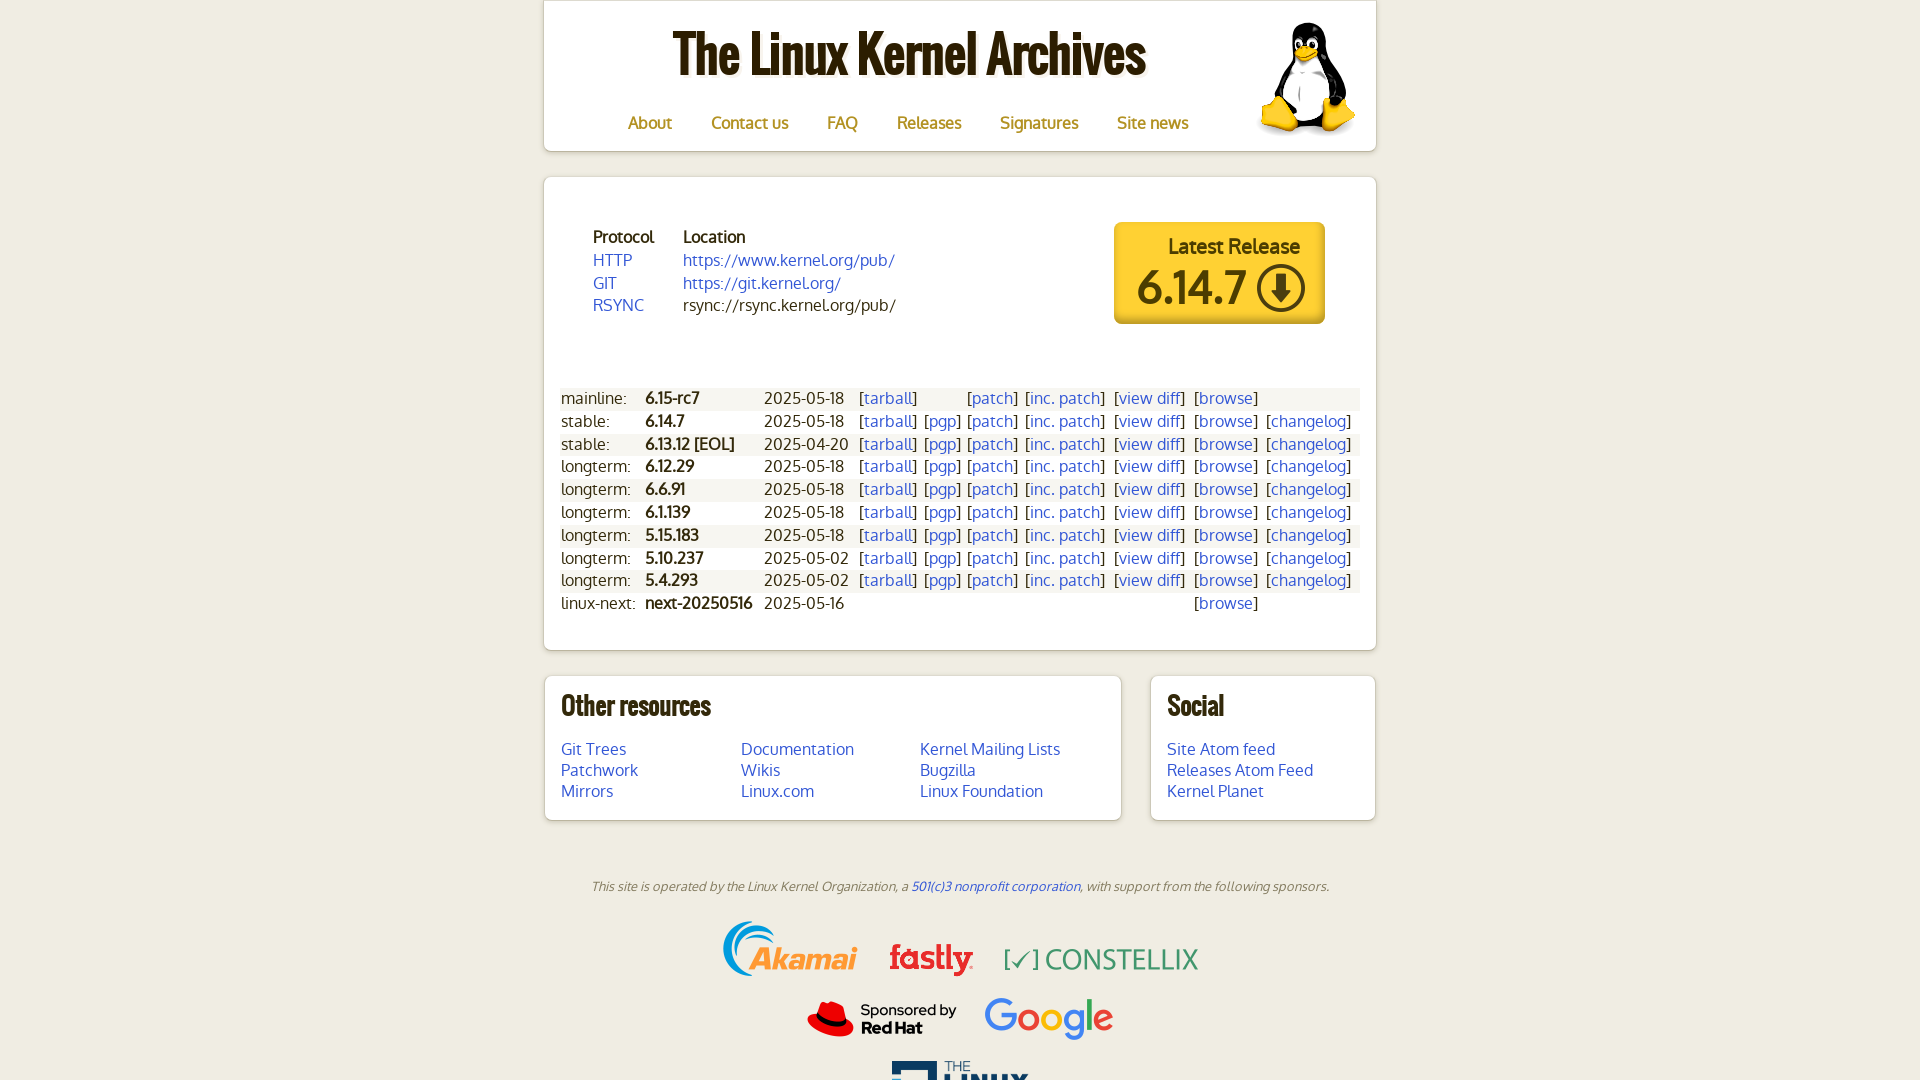 The Linux Kernel Archives
About Contact us FAQ Releases Signatures Site news
Protocol Location
HTTP https://www.kernel.org/pub/
GIT https://git.kernel.org/
RSYNC rsync://rsync.kernel.org/pub/
Latest Release
6.14.7
mainline: 6.15-rc7 2025-05-18 [tarball] [patch] [inc. patch] [view diff] [browse]
stable: 6.14.7 2025-05-18 [tarball] [pgp] [patch] [inc. patch] [view diff] [browse] [changelog]
stable: 6.13.12 [EOL] 2025-04-20 [tarball] [pgp] [patch] [inc. patch] [view diff] [browse] [changelog]
longterm: 6.12.29 2025-05-18 [tarball] [pgp] [patch] [inc. patch] [view diff] [browse] [changelog]
longterm: 6.6.91 2025-05-18 [tarball] [pgp] [patch] [inc. patch] [view diff] [browse] [changelog]
longterm: 6.1.139 2025-05-18 [tarball] [pgp] [patch] [inc. patch] [view diff] [browse] [changelog]
longterm: 5.15.183 2025-05-18 [tarball] [pgp] [patch] [inc. patch] [view diff] [browse] [changelog]
longterm: 5.10.237 2025-05-02 [tarball] [pgp] [patch] [inc. patch] [view diff] [browse] [changelog]
longterm: 5.4.293 2025-05-02 [tarball] [pgp] [patch] [inc. patch] [view diff] [browse] [changelog]
linux-next: next-20250516 2025-05-16 [browse]
Other resources
Git Trees Documentation Kernel Mailing Lists
Patchwork Wikis Bugzilla
Mirrors Linux.com Linux Foundation
Social
Site Atom feed
Releases Atom Feed
Kernel Planet
This site is operated by the Linux Kernel Organization, a 501(c)3 nonprofit corporation, with support from the following sponsors.
Akamai fastly CONSTELLIX
Sponsored by
Red Hat
Google
THE
LINUX